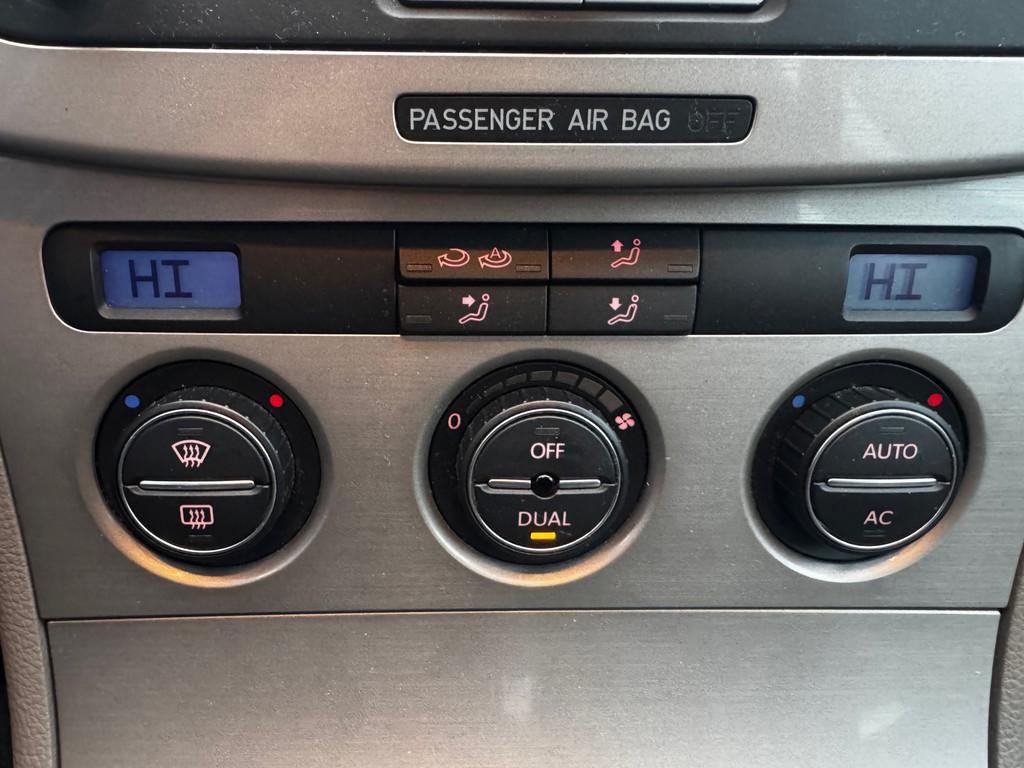 PASSENGER AIR BAG OFF
HI
HI
0
OFF
DUAL
AUTO
AC